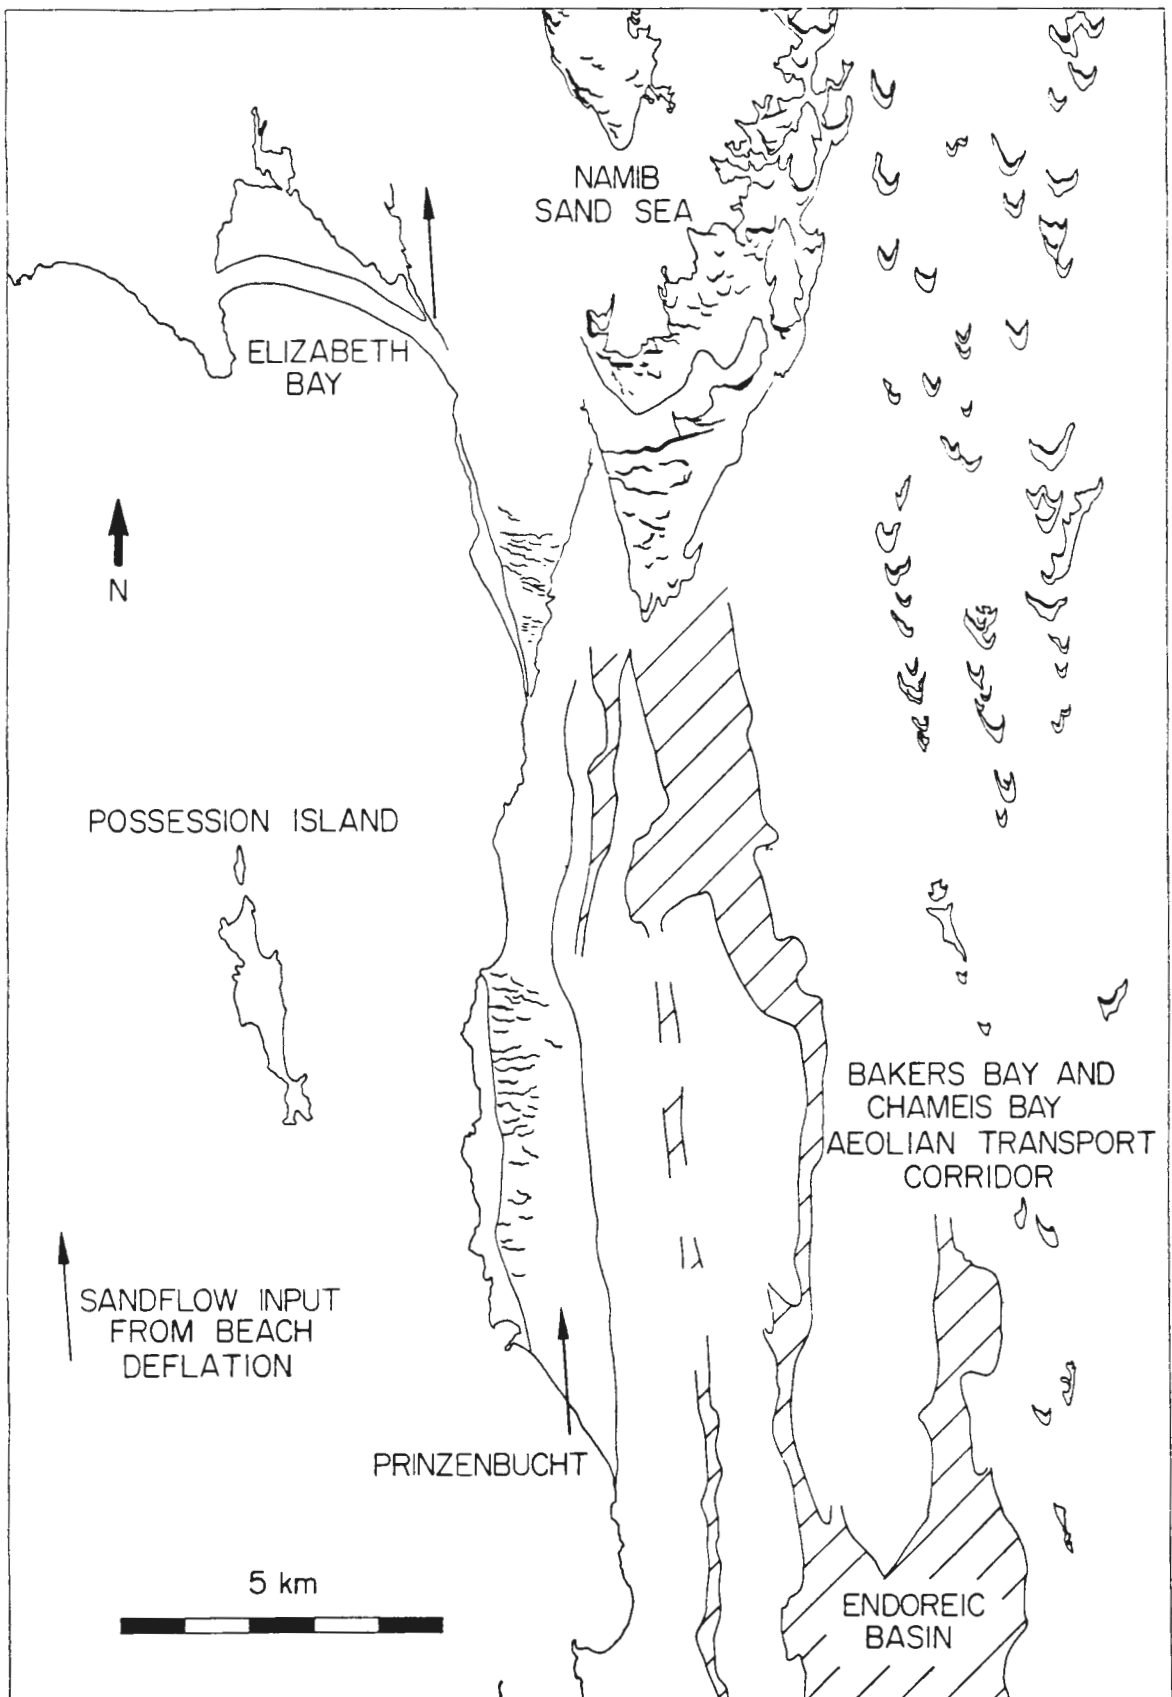 NAMIB
SAND SEA
ELIZABETH
BAY
N
POSSESSION ISLAND
BAKERS BAY AND
CHAMEIS BAY
AEOLIAN TRANSPORT
CORRIDOR
SANDFLOW INPUT
FROM BEACH
DEFLATION
PRINZENBUCHT
5 km
ENDOREIC
BASIN